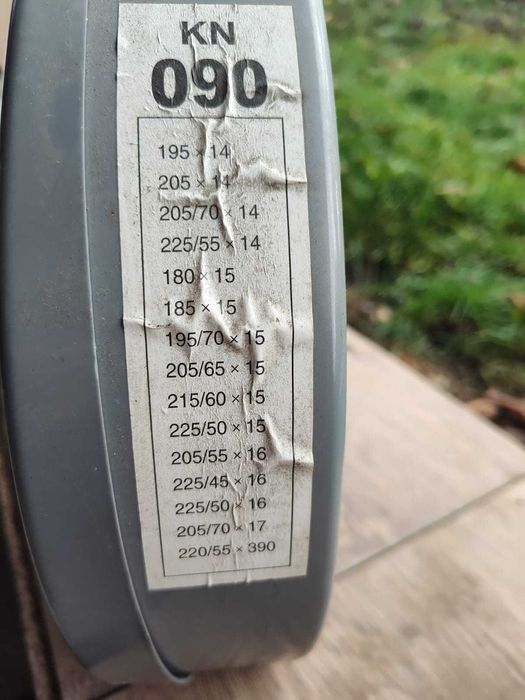 KN
090
195 × 14
205 × 14
205/70 × 14
225/55 × 14
180 × 15
185 × 15
195/70 × 15
205/65 × 15
215/60 × 15
225/50 × 15
205/55 × 16
225/45 × 16
225/50 × 16
205/70 × 17
220/55 × 390